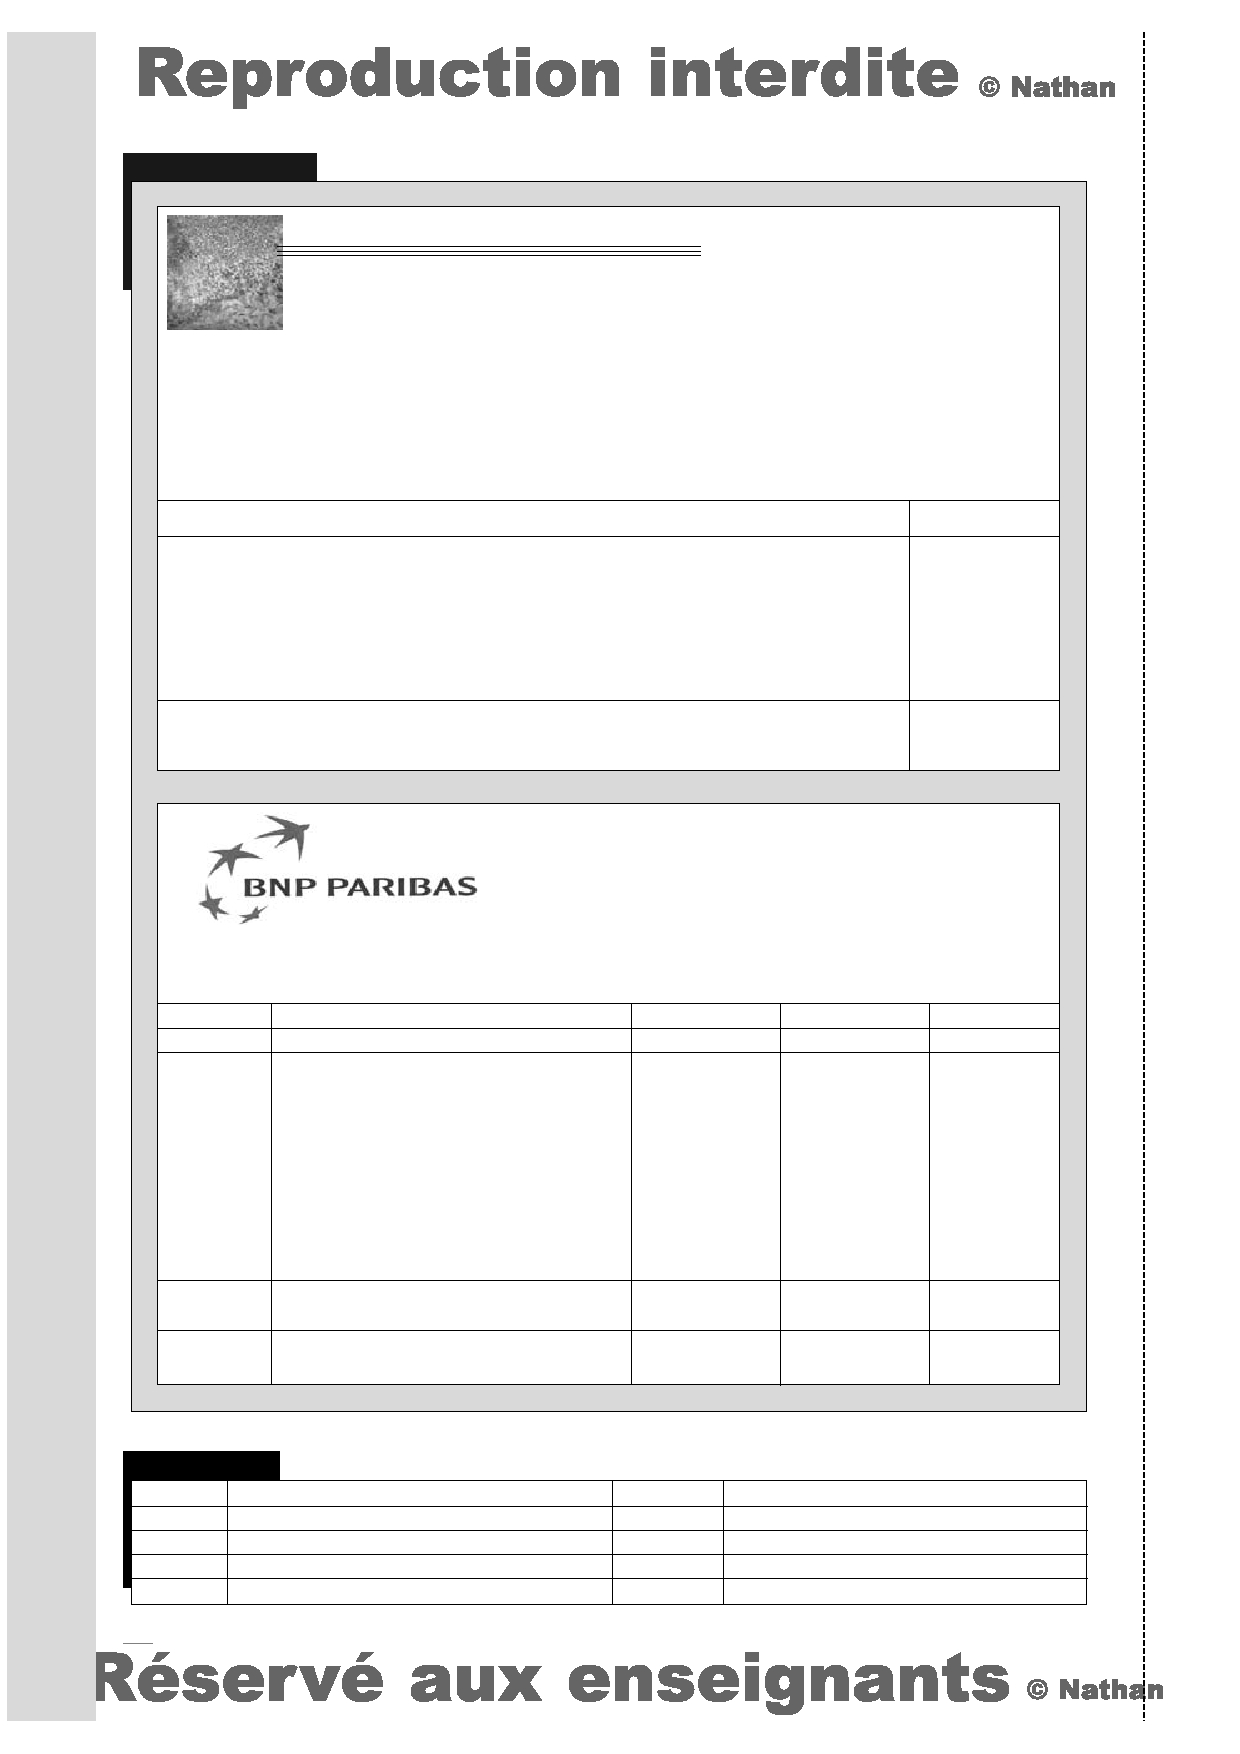 Reproduction interdite © Nathan
BNP PARIBAS
Réservé aux enseignants © Nathan